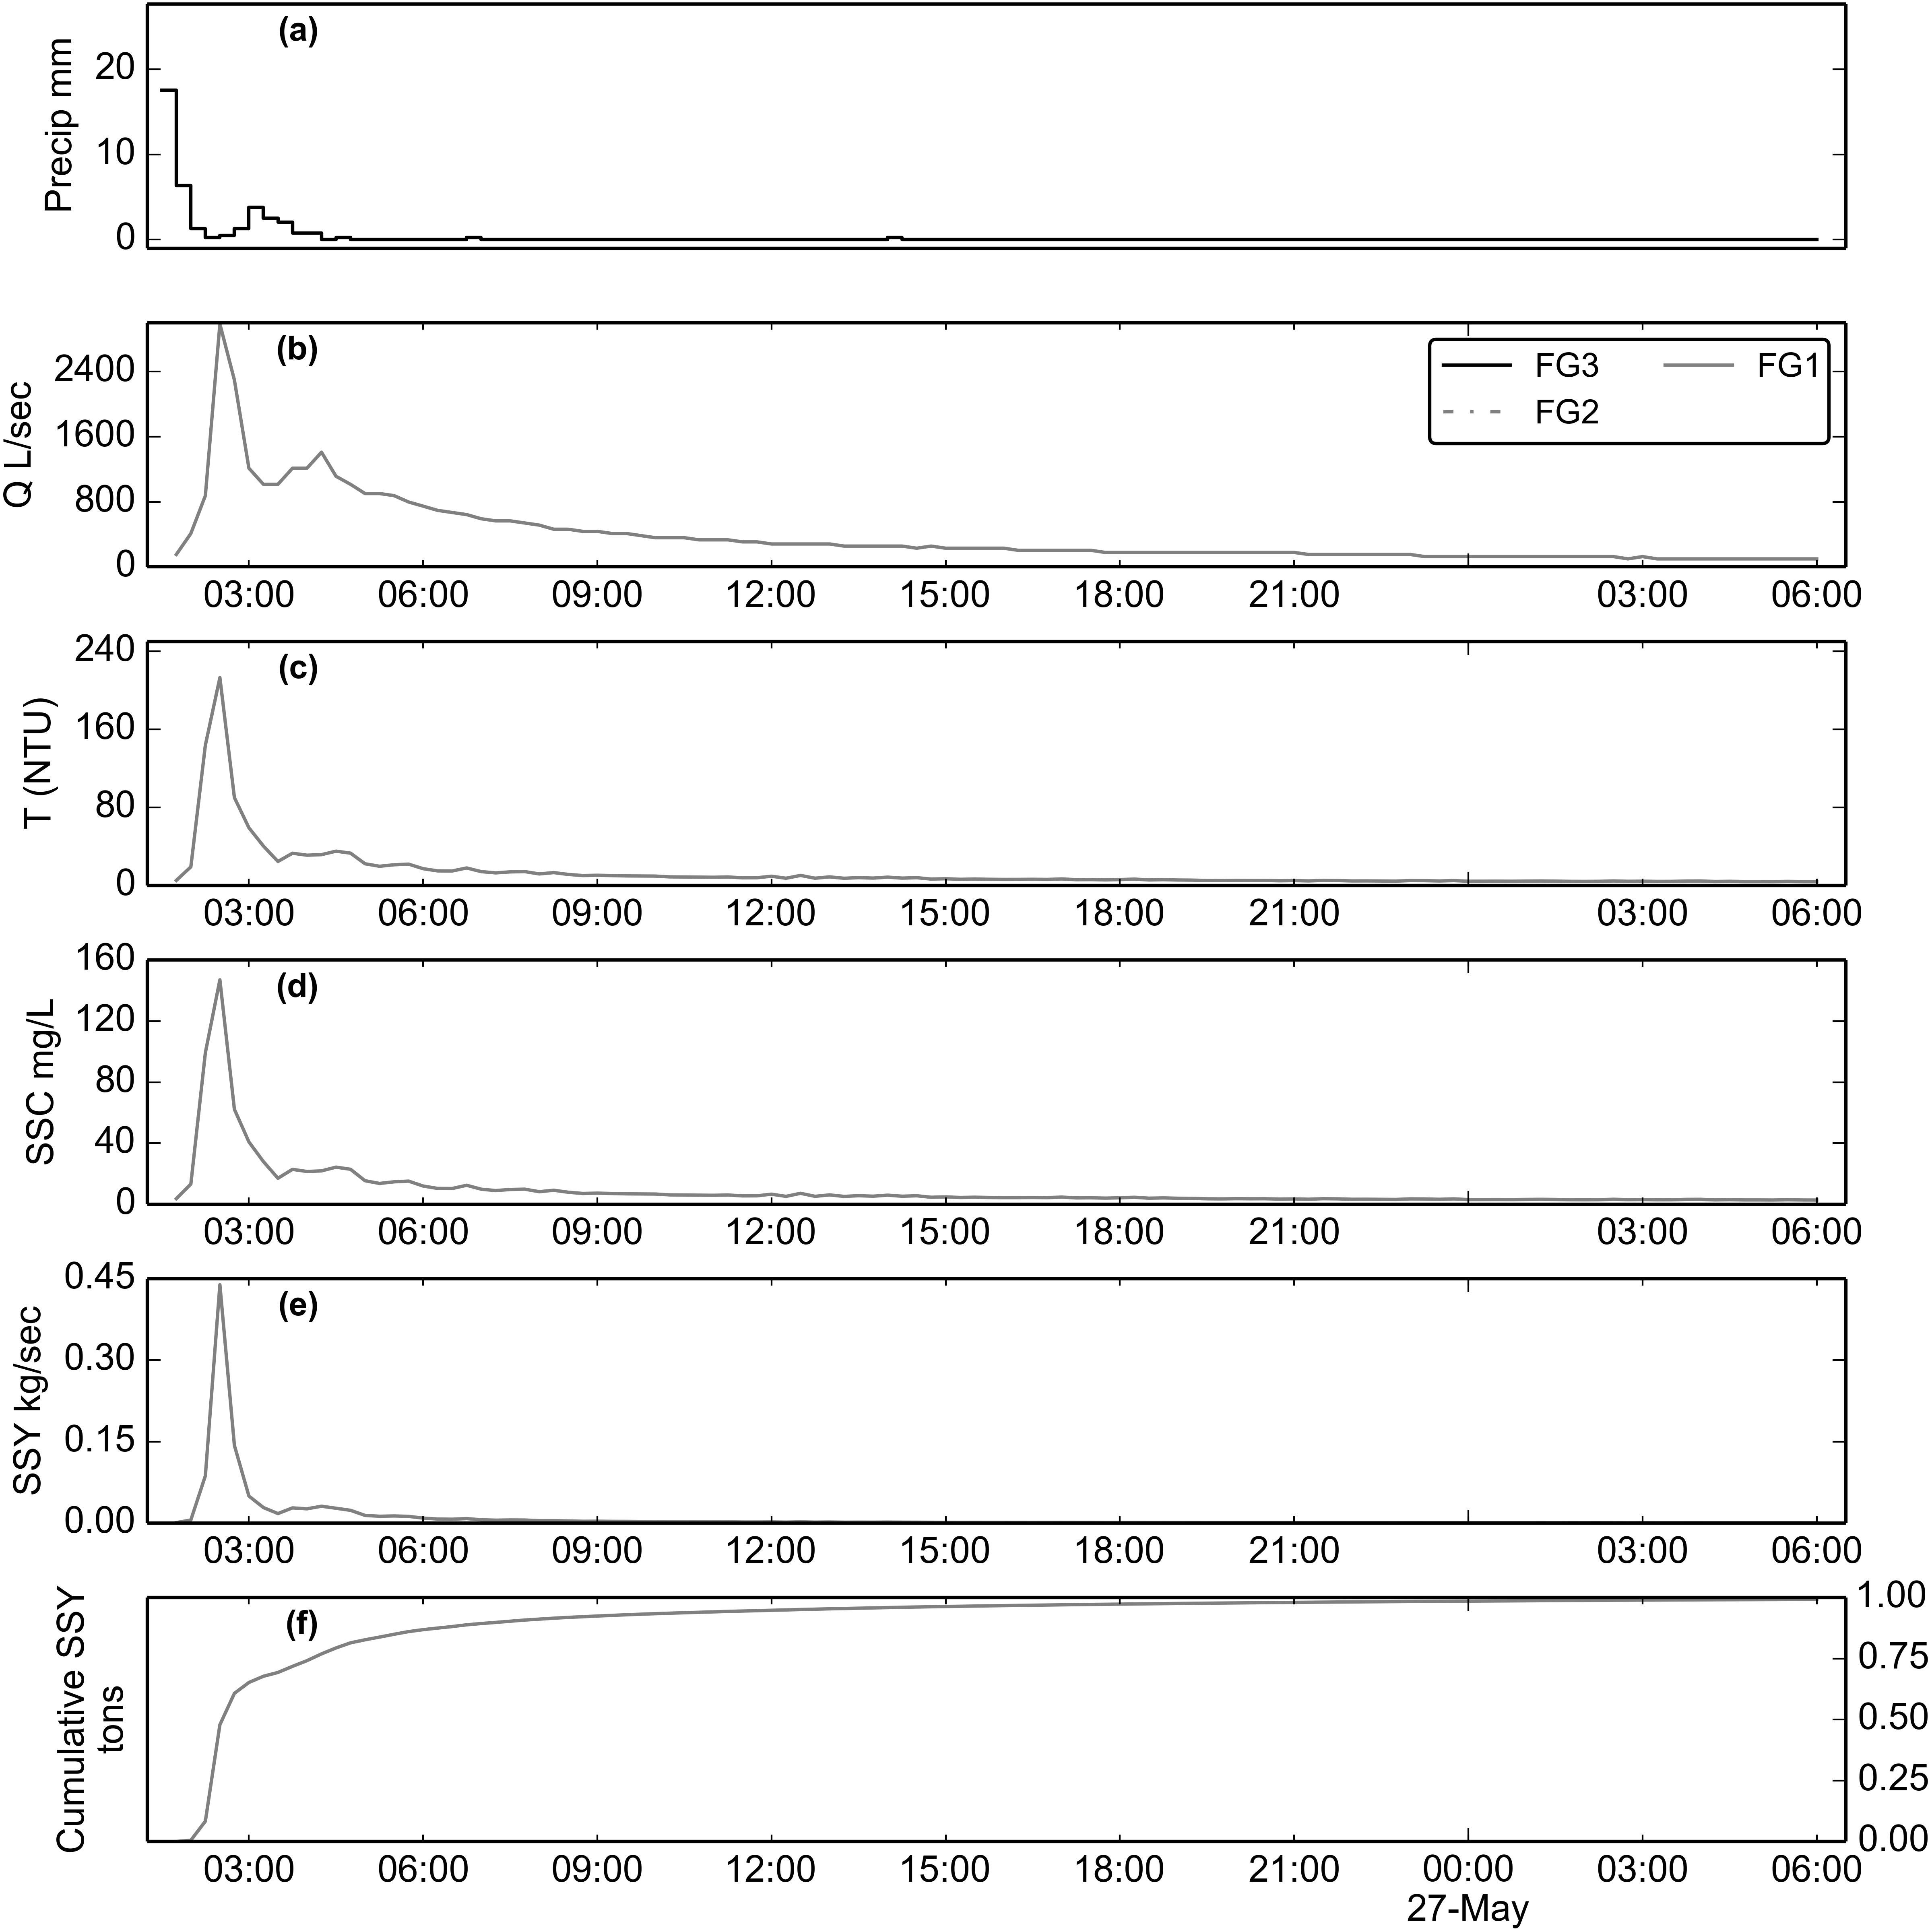 (a)
Precip mm
20
10
0
(b)
Q L/sec
2400
1600
800
0
FG3 FG1
FG2
03:00 06:00 09:00 12:00 15:00 18:00 21:00 03:00 06:00
(c)
T (NTU)
240
160
80
0
03:00 06:00 09:00 12:00 15:00 18:00 21:00 03:00 06:00
(d)
SSC mg/L
160
120
80
40
0
03:00 06:00 09:00 12:00 15:00 18:00 21:00 03:00 06:00
(e)
SSY kg/sec
0.45
0.30
0.15
0.00
03:00 06:00 09:00 12:00 15:00 18:00 21:00 03:00 06:00
(f)
Cumulative SSY
tons
1.00
0.75
0.50
0.25
0.00
03:00 06:00 09:00 12:00 15:00 18:00 21:00 00:00 03:00 06:00
27-May